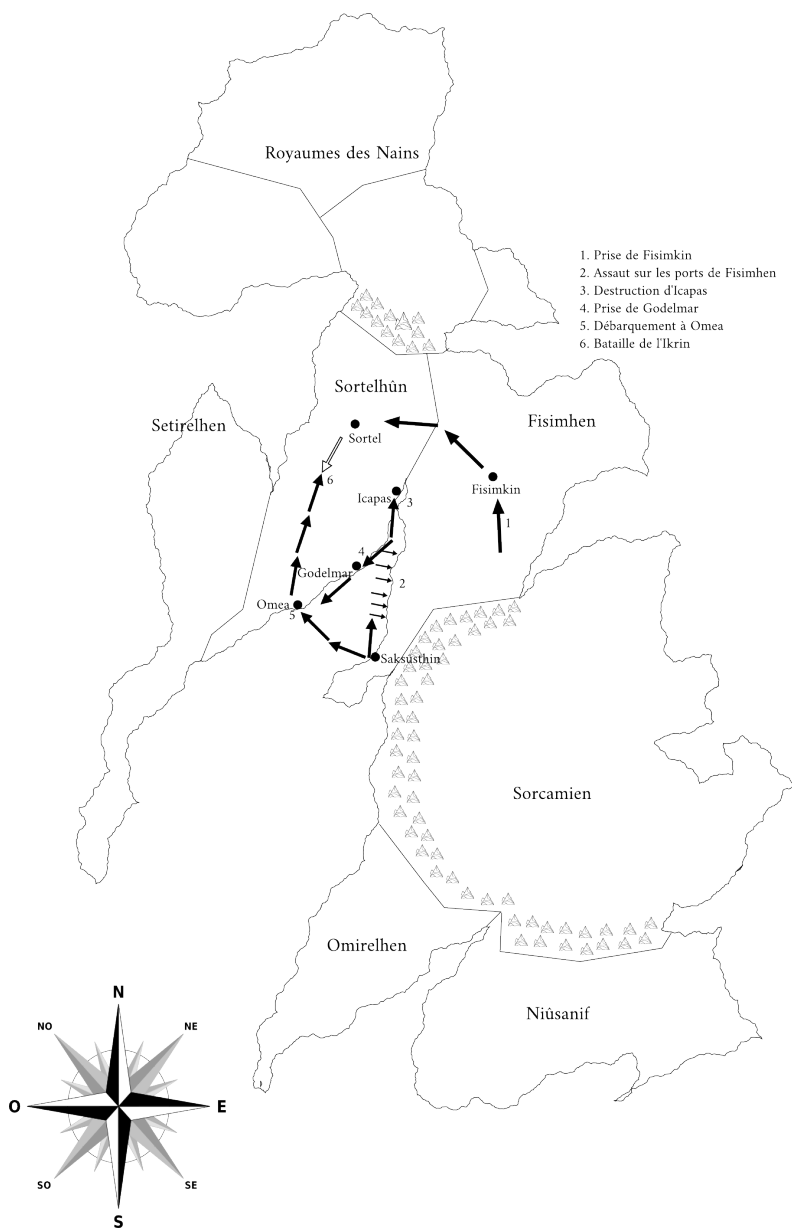 Royaumes des Nains
1. Prise de Fisimkin
2. Assaut sur les ports de Fisimhen
3. Destruction d'Icapas
4. Prise de Godelmar
5. Débarquement à Omea
6. Bataille de l'Ikrin
Sortelhûn
Setirelhen
Fisimhen
Sortel
6
Icapas
3
Fisimkin
1
4
Godelmar
2
Omea
5
Saksusthin
Sorcamien
Omirelhen
Niûsanif
N
NO
NE
O
E
SO
SE
S